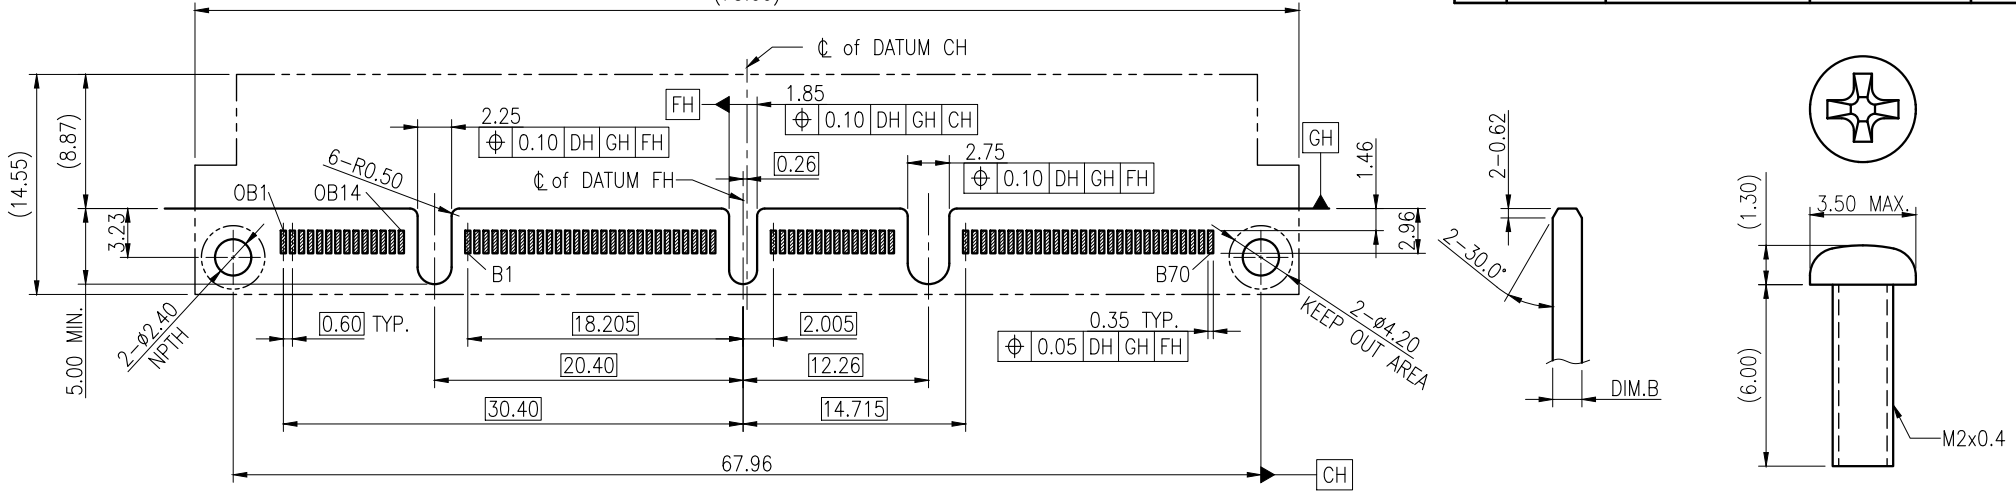 ℄ of DATUM CH
FH
1.85
⌖ 0.10 DH GH CH
2.25
⌖ 0.10 DH GH FH
GH
2.75
⌖ 0.10 DH GH FH
0.26
6-R0.50
℄ of DATUM FH
OB1
OB14
(14.55)
(8.87)
3.23
5.00 MIN.
1.46
2.96
B1
B70
2-ø2.40
NPTH
0.60 TYP.
18.205
2.005
0.35 TYP.
⌖ 0.05 DH GH FH
2-ø4.20
KEEP OUT AREA
20.40
12.26
30.40
14.715
67.96
CH
2-0.62
2-30.0°
DIM.B
(1.30)
3.50 MAX.
(6.00)
M2x0.4